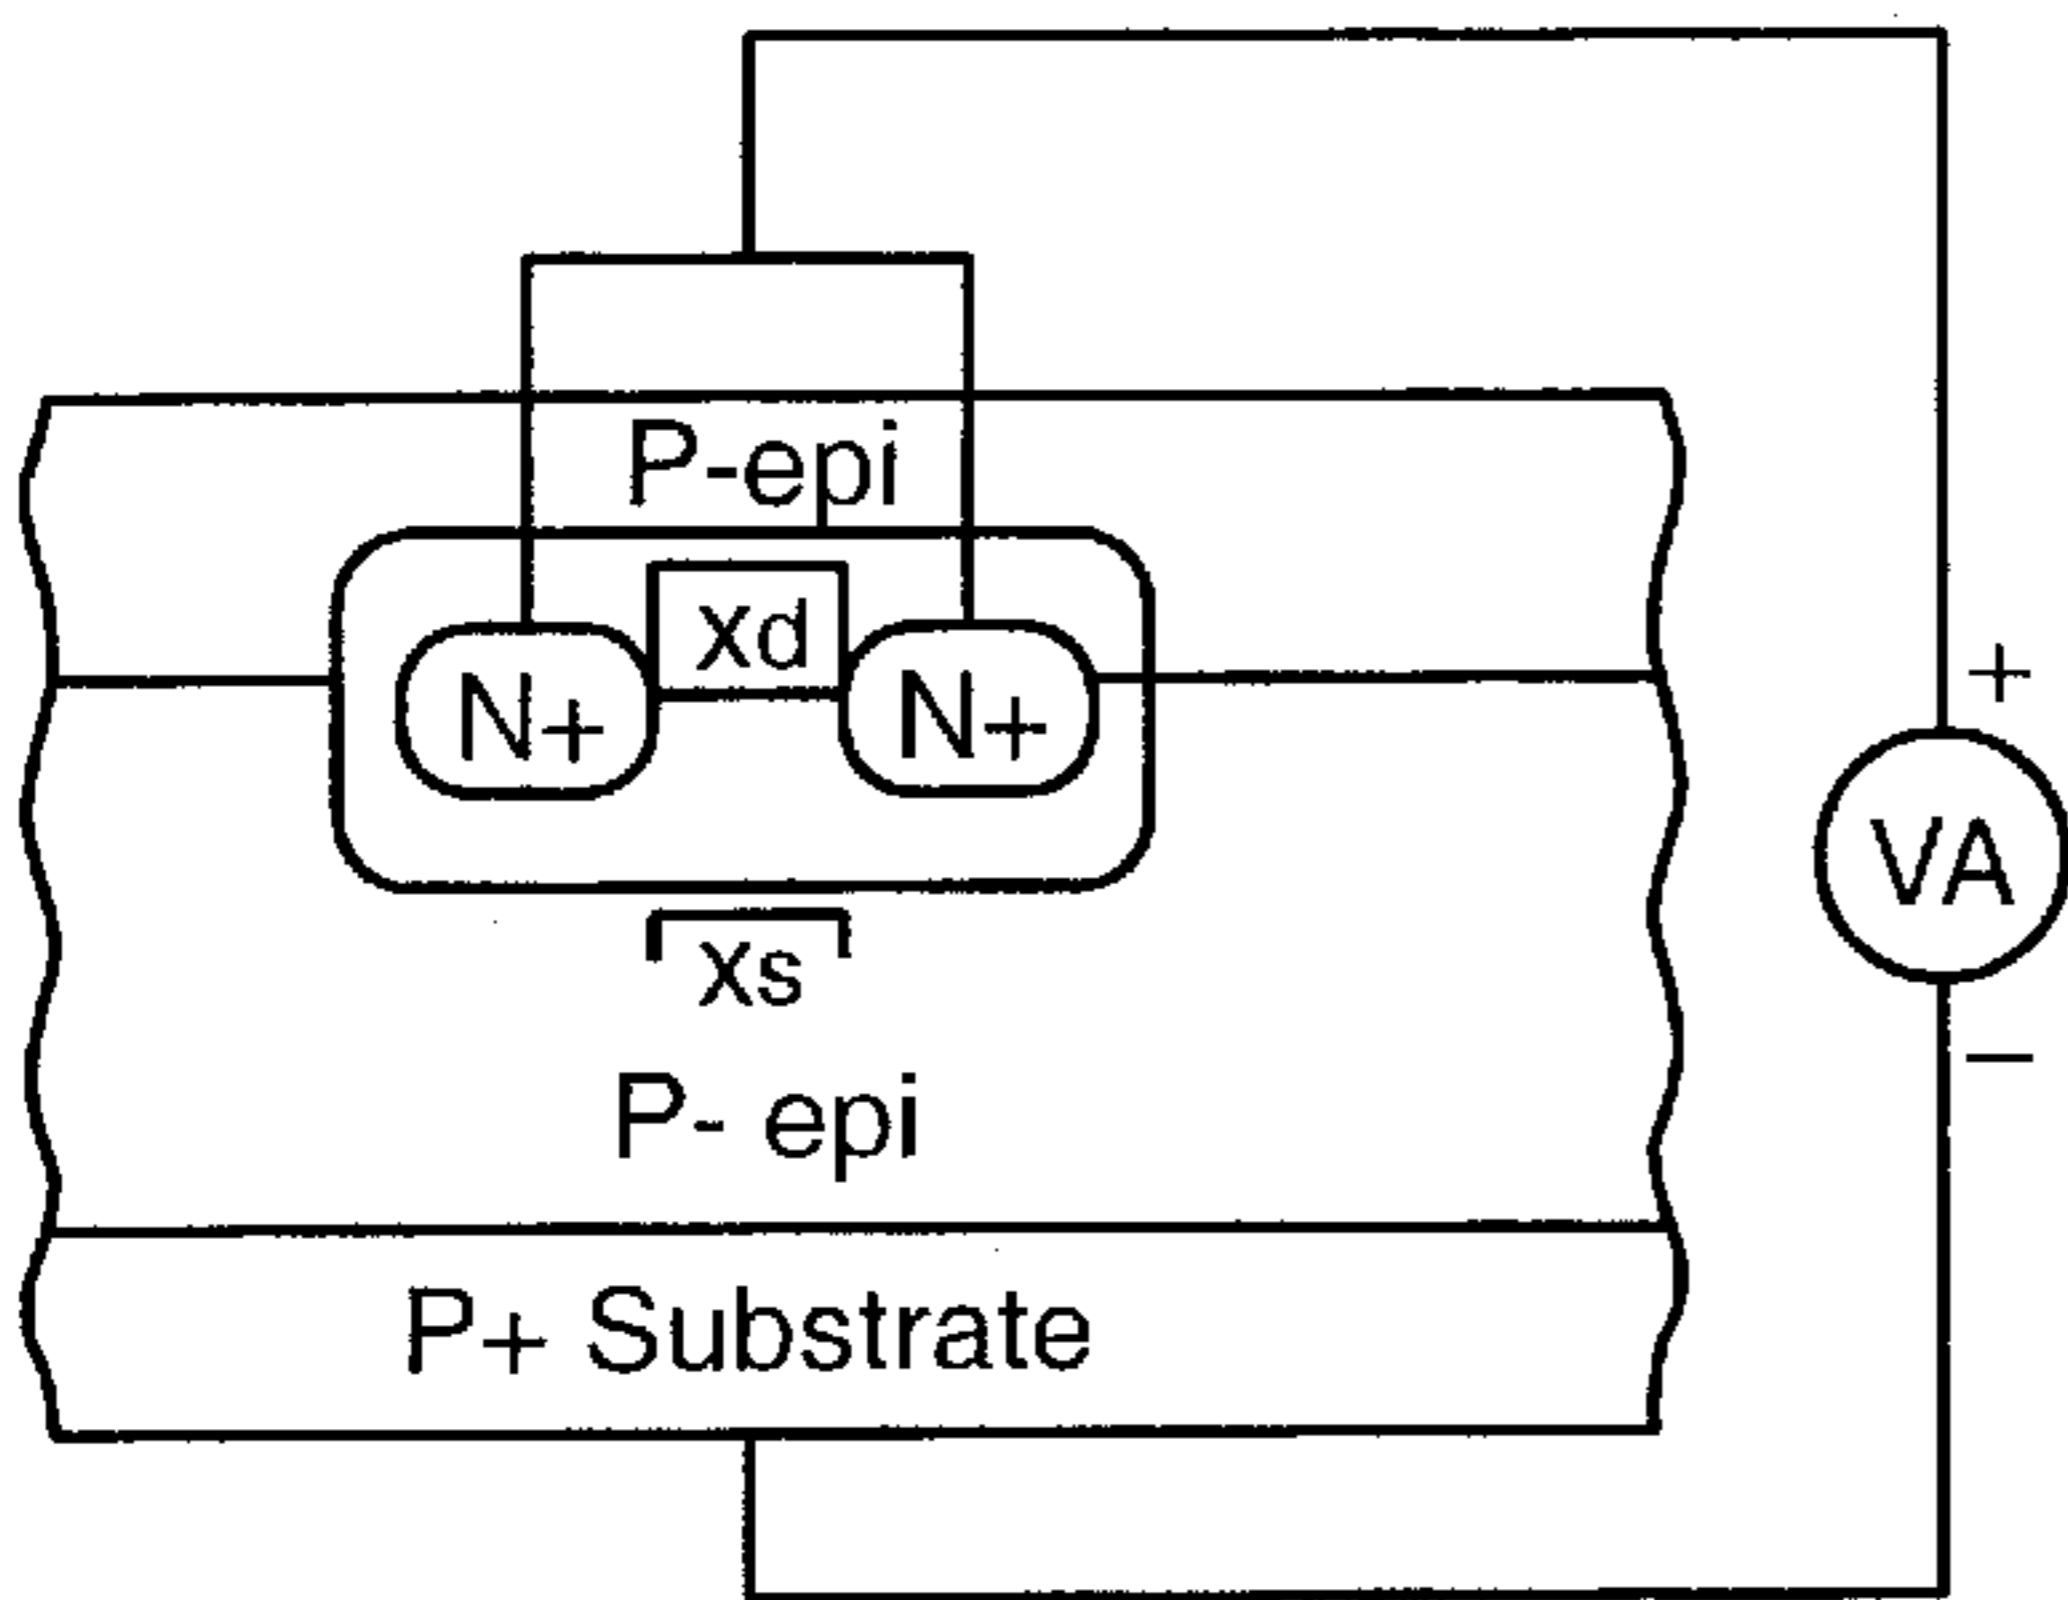 P-epi
xd
N+
N+
+
VA
xs
−
P- epi
P+ Substrate